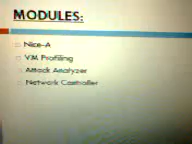 MODULES:
Nice-A
VM Profiling
Attack Analyzer
Network Controller